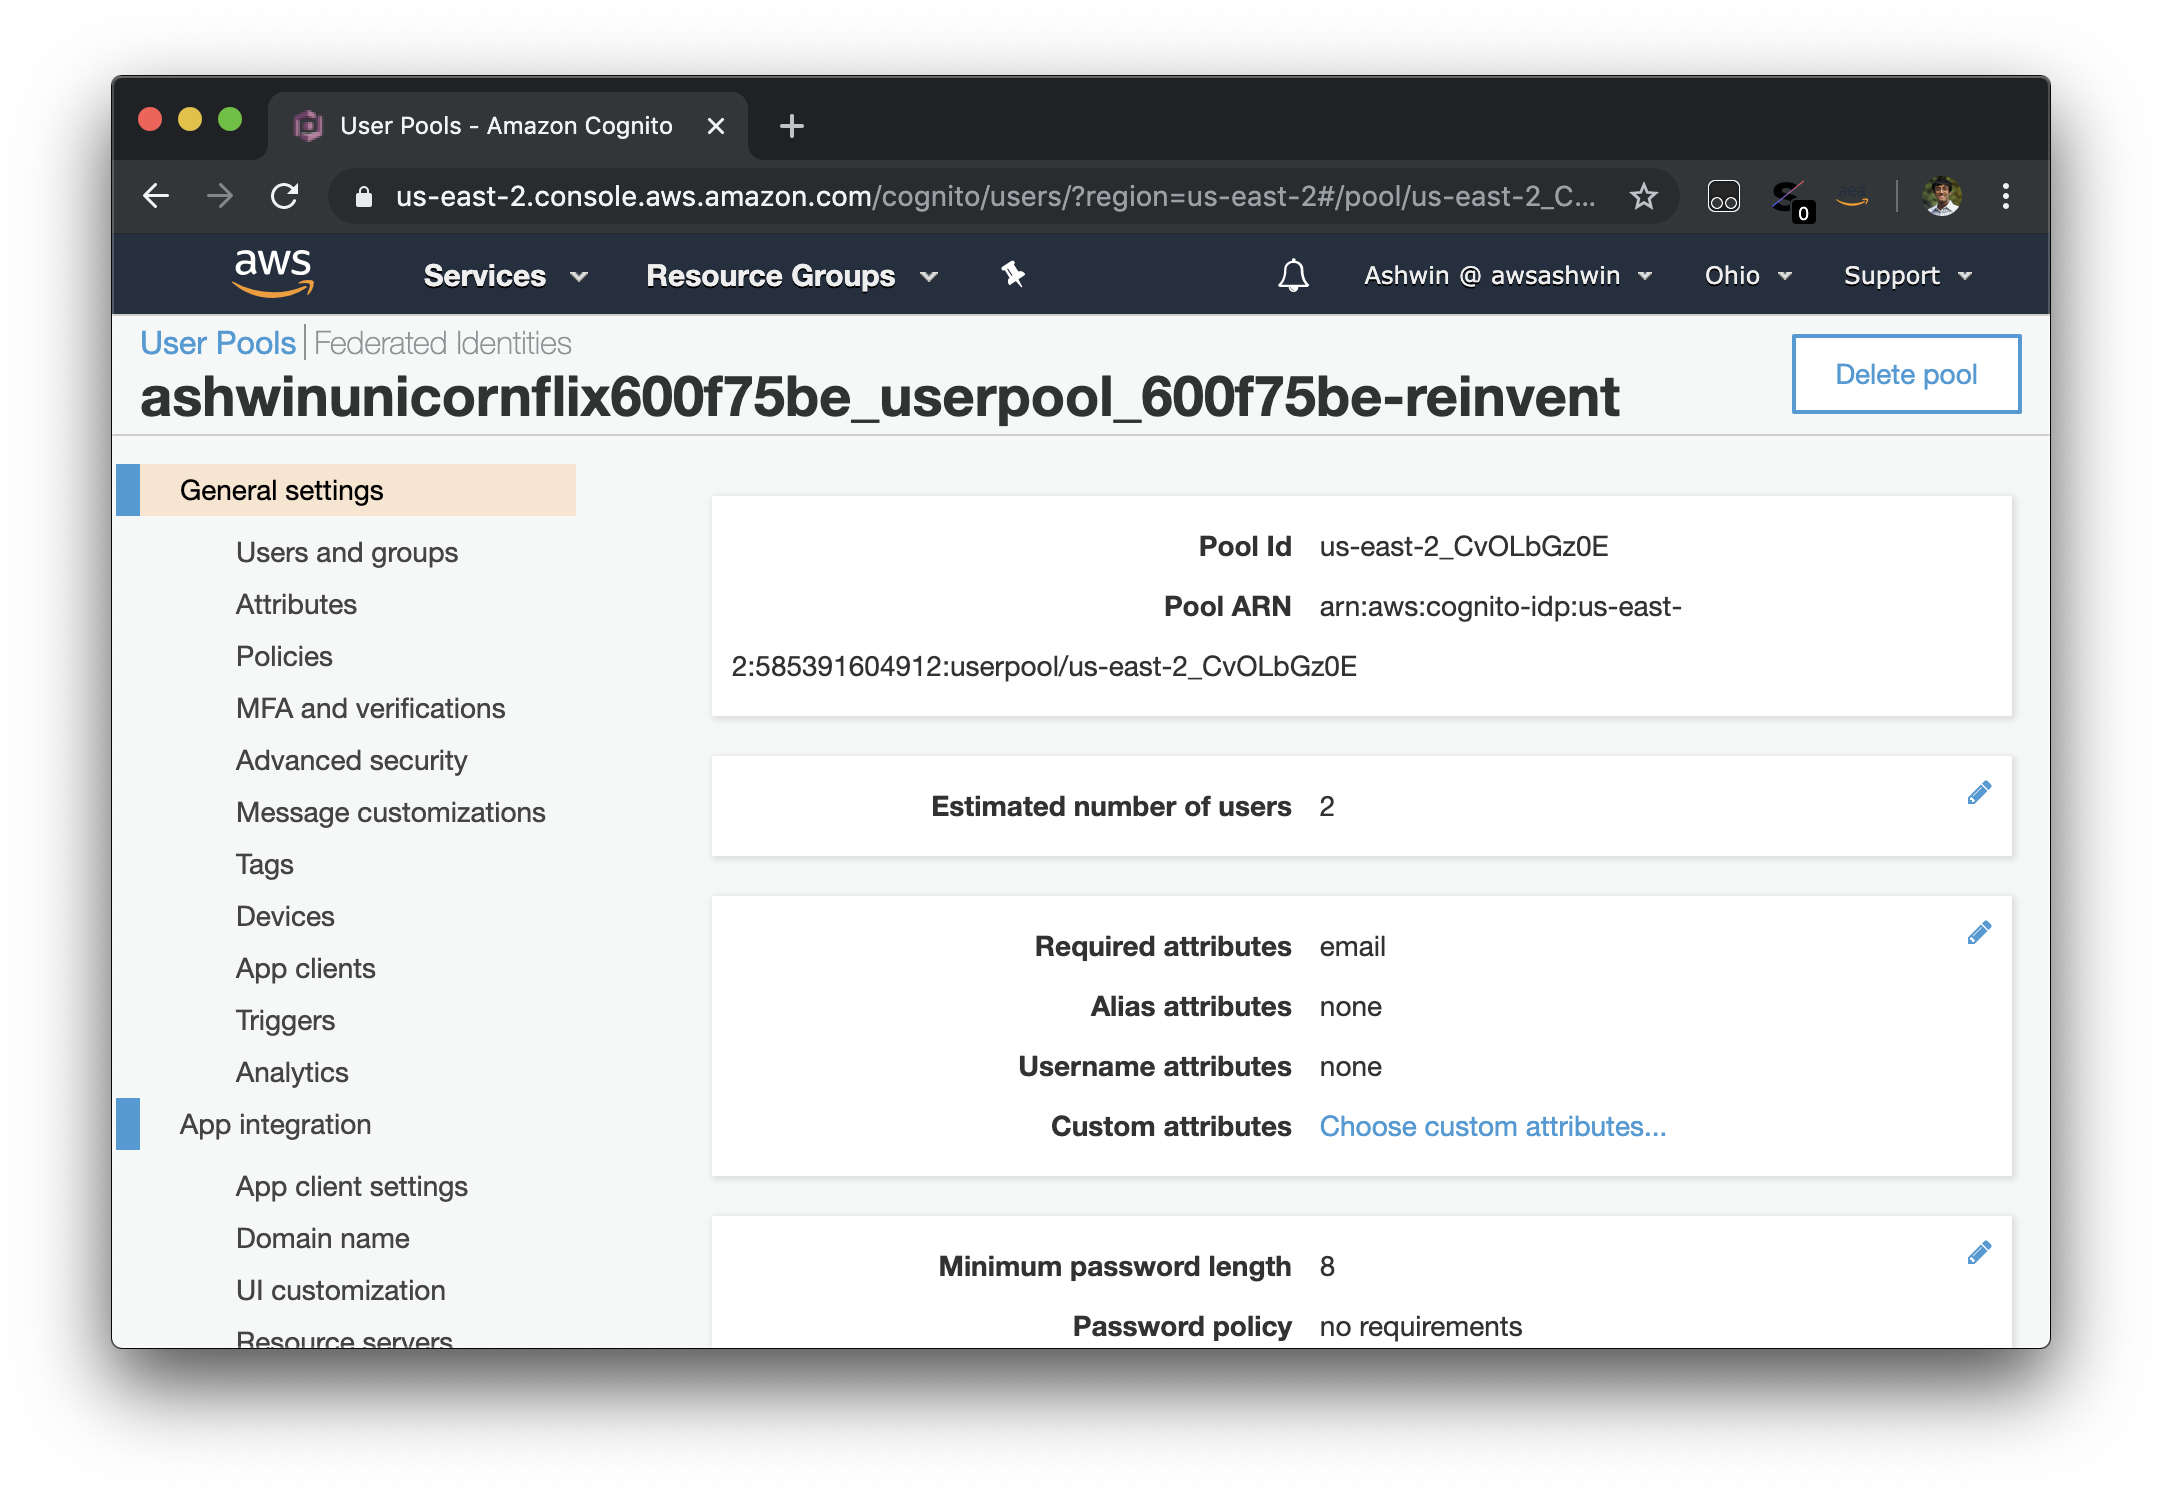 User Pools - Amazon Cognito
us-east-2.console.aws.amazon.com/cognito/users/?region=us-east-2#/pool/us-east-2_C...
0
aws
Services
Resource Groups
Ashwin @ awsashwin
Ohio
Support
User Pools | Federated Identities
ashwinunicornflix600f75be_userpool_600f75be-reinvent
Delete pool
General settings
Users and groups
Attributes
Policies
MFA and verifications
Advanced security
Message customizations
Tags
Devices
App clients
Triggers
Analytics
App integration
App client settings
Domain name
UI customization
Resource servers
Pool Id us-east-2_CvOLbGz0E
Pool ARN arn:aws:cognito-idp:us-east-
2:585391604912:userpool/us-east-2_CvOLbGz0E
Estimated number of users 2
Required attributes email
Alias attributes none
Username attributes none
Custom attributes Choose custom attributes...
Minimum password length 8
Password policy no requirements